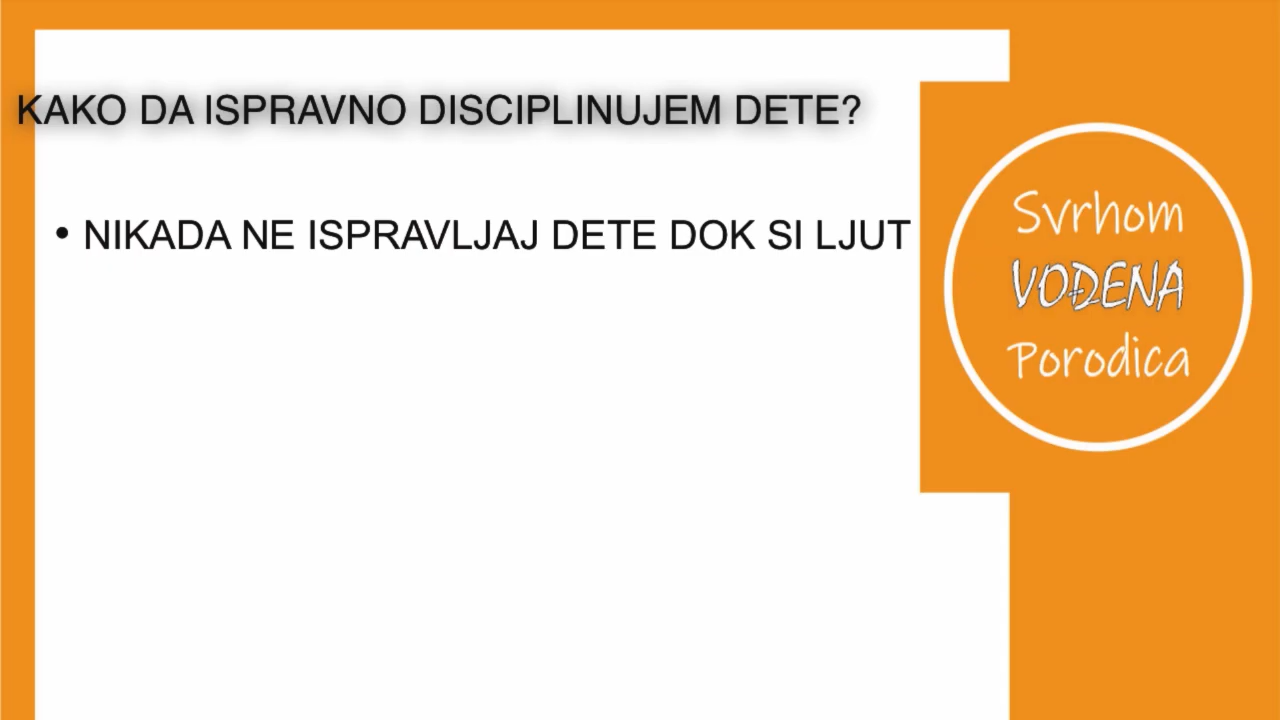 KAKO DA ISPRAVNO DISCIPLINUJEM DETE?
• NIKADA NE ISPRAVLJAJ DETE DOK SI LJUT
Svrhom
VOĐENA
Porodica